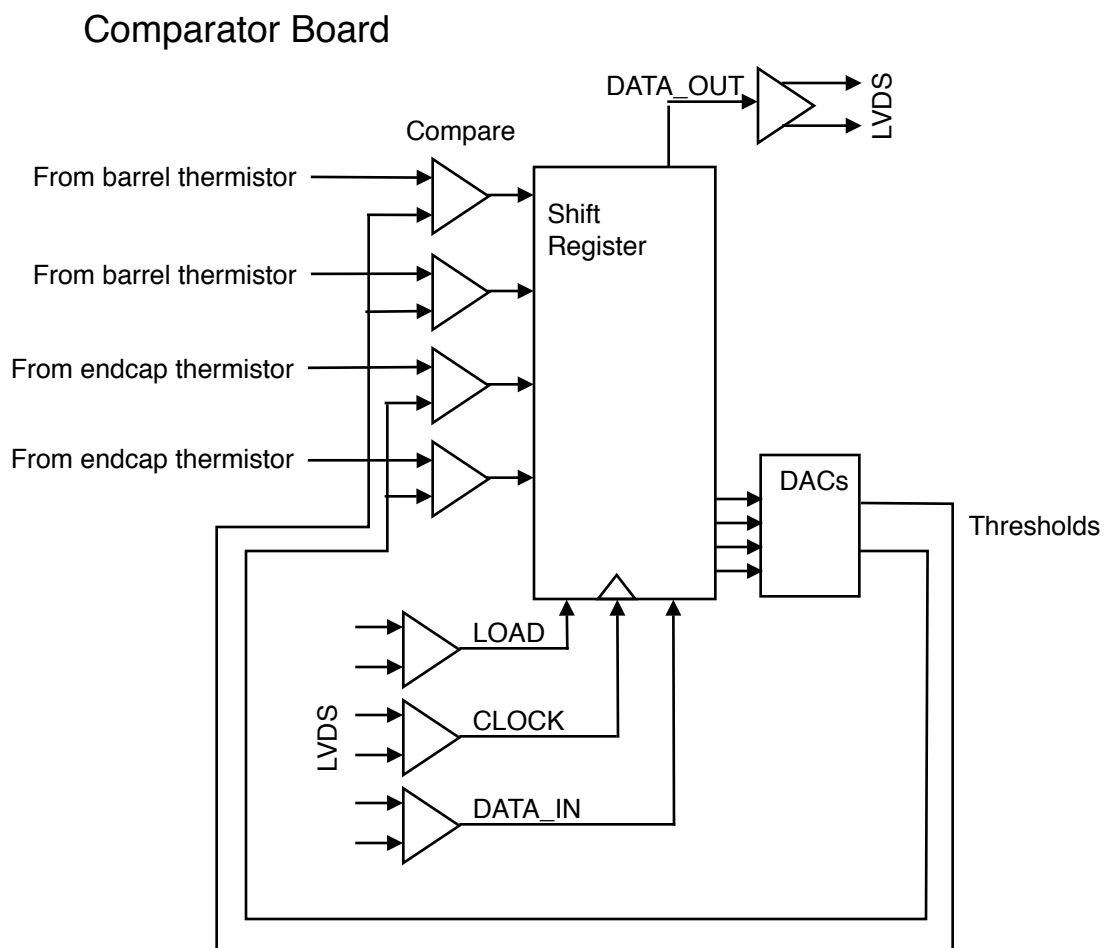 Comparator Board
DATA_OUT
LVDS
Compare
From barrel thermistor
Shift
Register
From barrel thermistor
From endcap thermistor
From endcap thermistor
DACs
Thresholds
LOAD
LVDS
CLOCK
DATA_IN